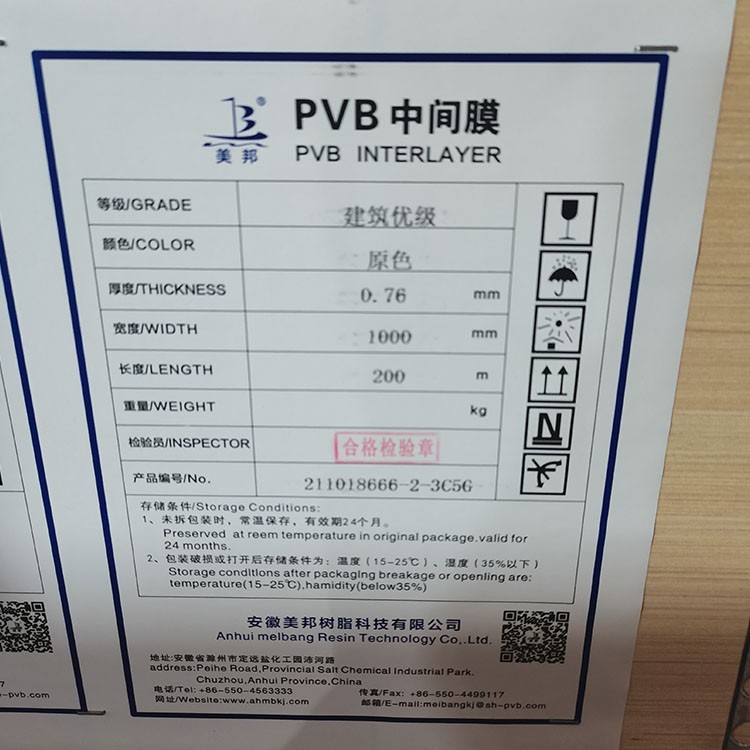 B®
美邦
PVB 中间膜
PVB INTERLAYER
等级/GRADE 建筑优级
颜色/COLOR 原色
厚度/THICKNESS 0.76 mm
宽度/WIDTH 1000 mm
长度/LENGTH 200 m
重量/WEIGHT kg
检验员/INSPECTOR 合格检验章
产品编号/No. 211018666-2-3C5G
存储条件/Storage Conditions:
1、未拆包装时，常温保存，有效期24个月。
Preserved at reem temperature in original package.valid for
24 months.
2、包装破损或打开后存储条件为：温度（15-25℃）、湿度（35%以下）
Storage conditlons after packaging breakage or openling are:
temperature(15-25℃),hamidity(below35%)
安徽美邦树脂科技有限公司
Anhui meibang Resin Technology Co,.Ltd.
地址:安徽省滁州市定远盐化工园沛河路
address:Peihe Road,Provincial Salt Chemical Industrial Park.
Chuzhou,Anhui Province,China
电话/Tel: +86-550-4563333 传真/Fax: +86-550-4499117
网址/Website:www.ahmbkj.com 邮箱/E-mail:meibangkj@sh-pvb.com
7
-pvb.com